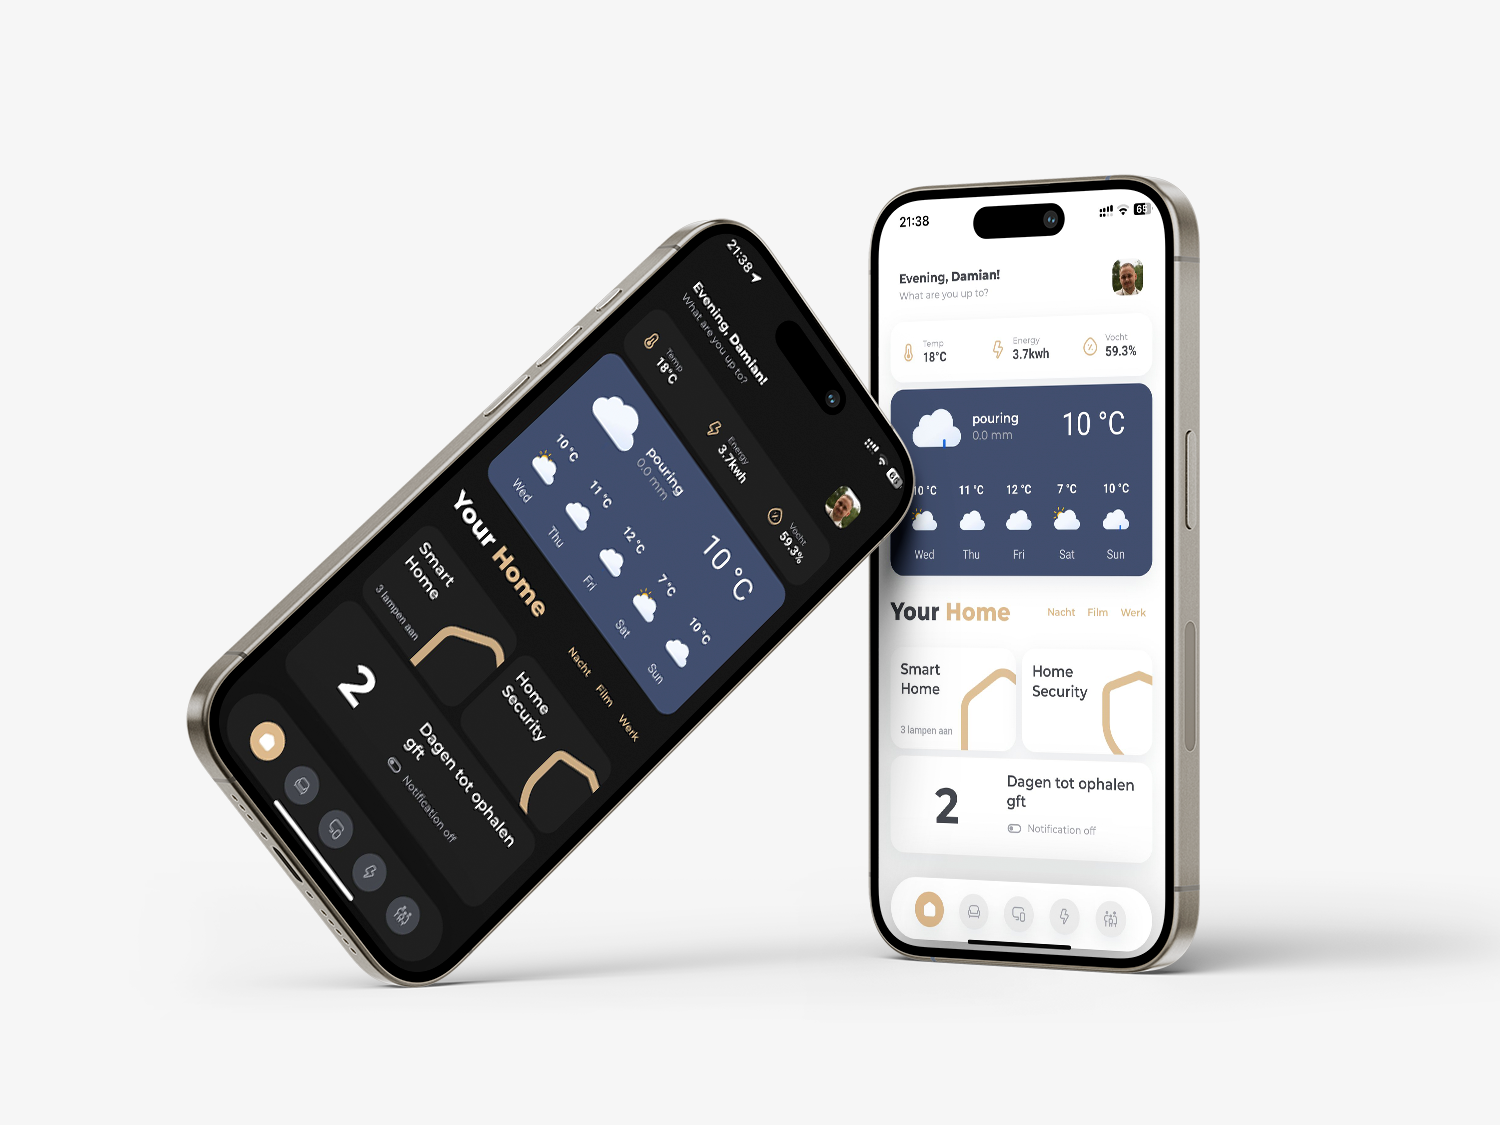 21:38
Evening, Damian!
What are you up to?
Temp
18°C
Energy
3.7kwh
Vocht
59.3%
pouring
0.0 mm
10 °C
10 °C
11 °C
12 °C
7 °C
10 °C
Wed
Thu
Fri
Sat
Sun
Your Home
Nacht
Film
Werk
Smart
Home
3 lampen aan
Home
Security
2
Dagen tot ophalen
gft
Notification off
21:38
65
Evening, Damian!
What are you up to?
Temp
18°C
Energy
3.7kwh
Vocht
59.3%
pouring
0.0 mm
10 °C
10 °C
11 °C
12 °C
7 °C
10 °C
Wed
Thu
Fri
Sat
Sun
Your Home
Nacht
Film
Werk
Smart
Home
3 lampen aan
Home
Security
2
Dagen tot ophalen
gft
Notification off